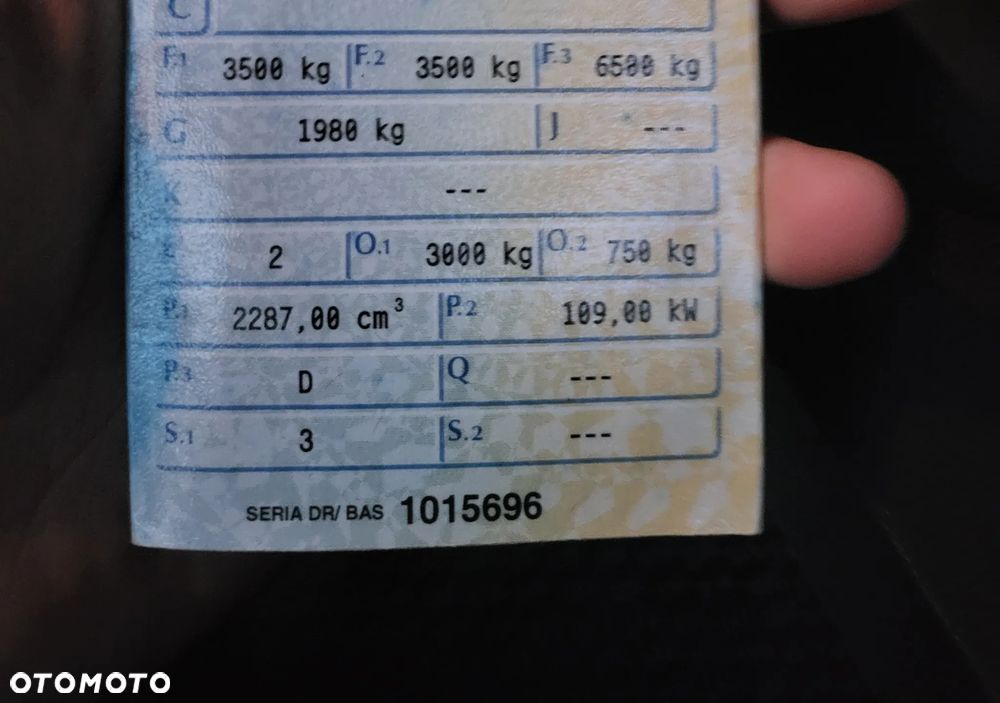 C
F.1 3500 kg F.2 3500 kg F.3 6500 kg
G 1980 kg J ---
K ---
L 2 O.1 3000 kg O.2 750 kg
P.1 2287,00 cm³ P.2 109,00 kW
P.3 D Q ---
S.1 3 S.2 ---
SERIA DR/ BAS 1015696
OTOMOTO